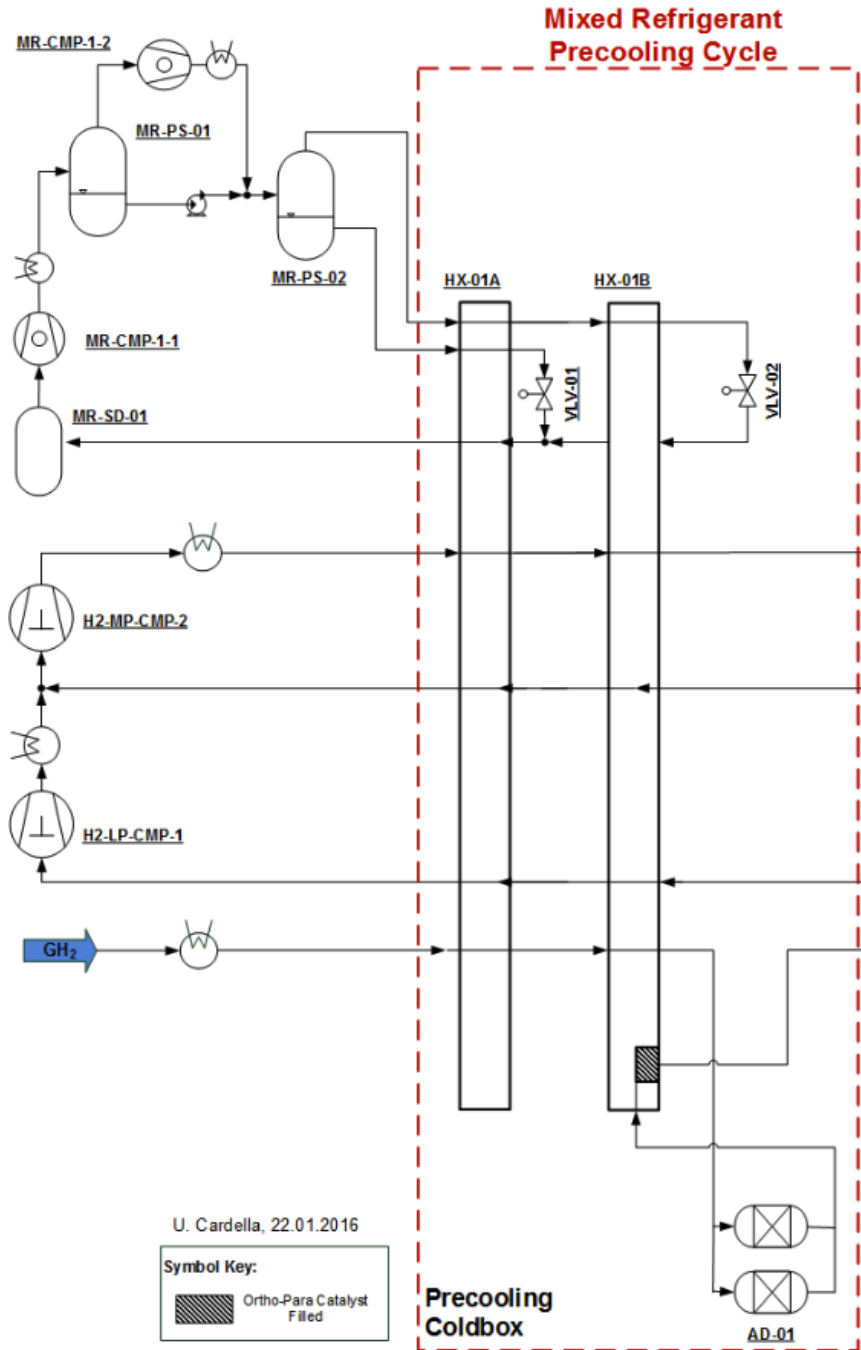 Mixed Refrigerant
Precooling Cycle
MR-CMP-1-2
MR-PS-01
MR-PS-02
HX-01A
HX-01B
MR-CMP-1-1
VLV-01
VLV-02
MR-SD-01
H2-MP-CMP-2
H2-LP-CMP-1
GH₂
U. Cardella, 22.01.2016
Symbol Key:
Ortho-Para Catalyst
Filled
Precooling
Coldbox
AD-01